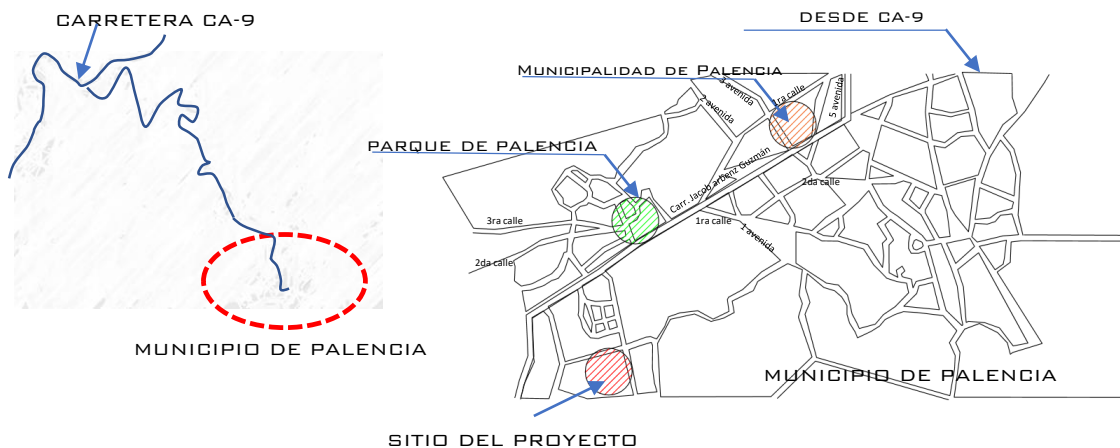 CARRETERA CA-9
DESDE CA-9
Municipalidad de Palencia
3 avenida
1ra calle
2 avenida
5 avenida
PARQUE DE PALENCIA
Carr. Jacob arbenz Guzmán
2da calle
3ra calle
1ra calle
1 avenida
2da calle
MUNICIPIO DE PALENCIA
MUNICIPIO DE PALENCIA
SITIO DEL PROYECTO